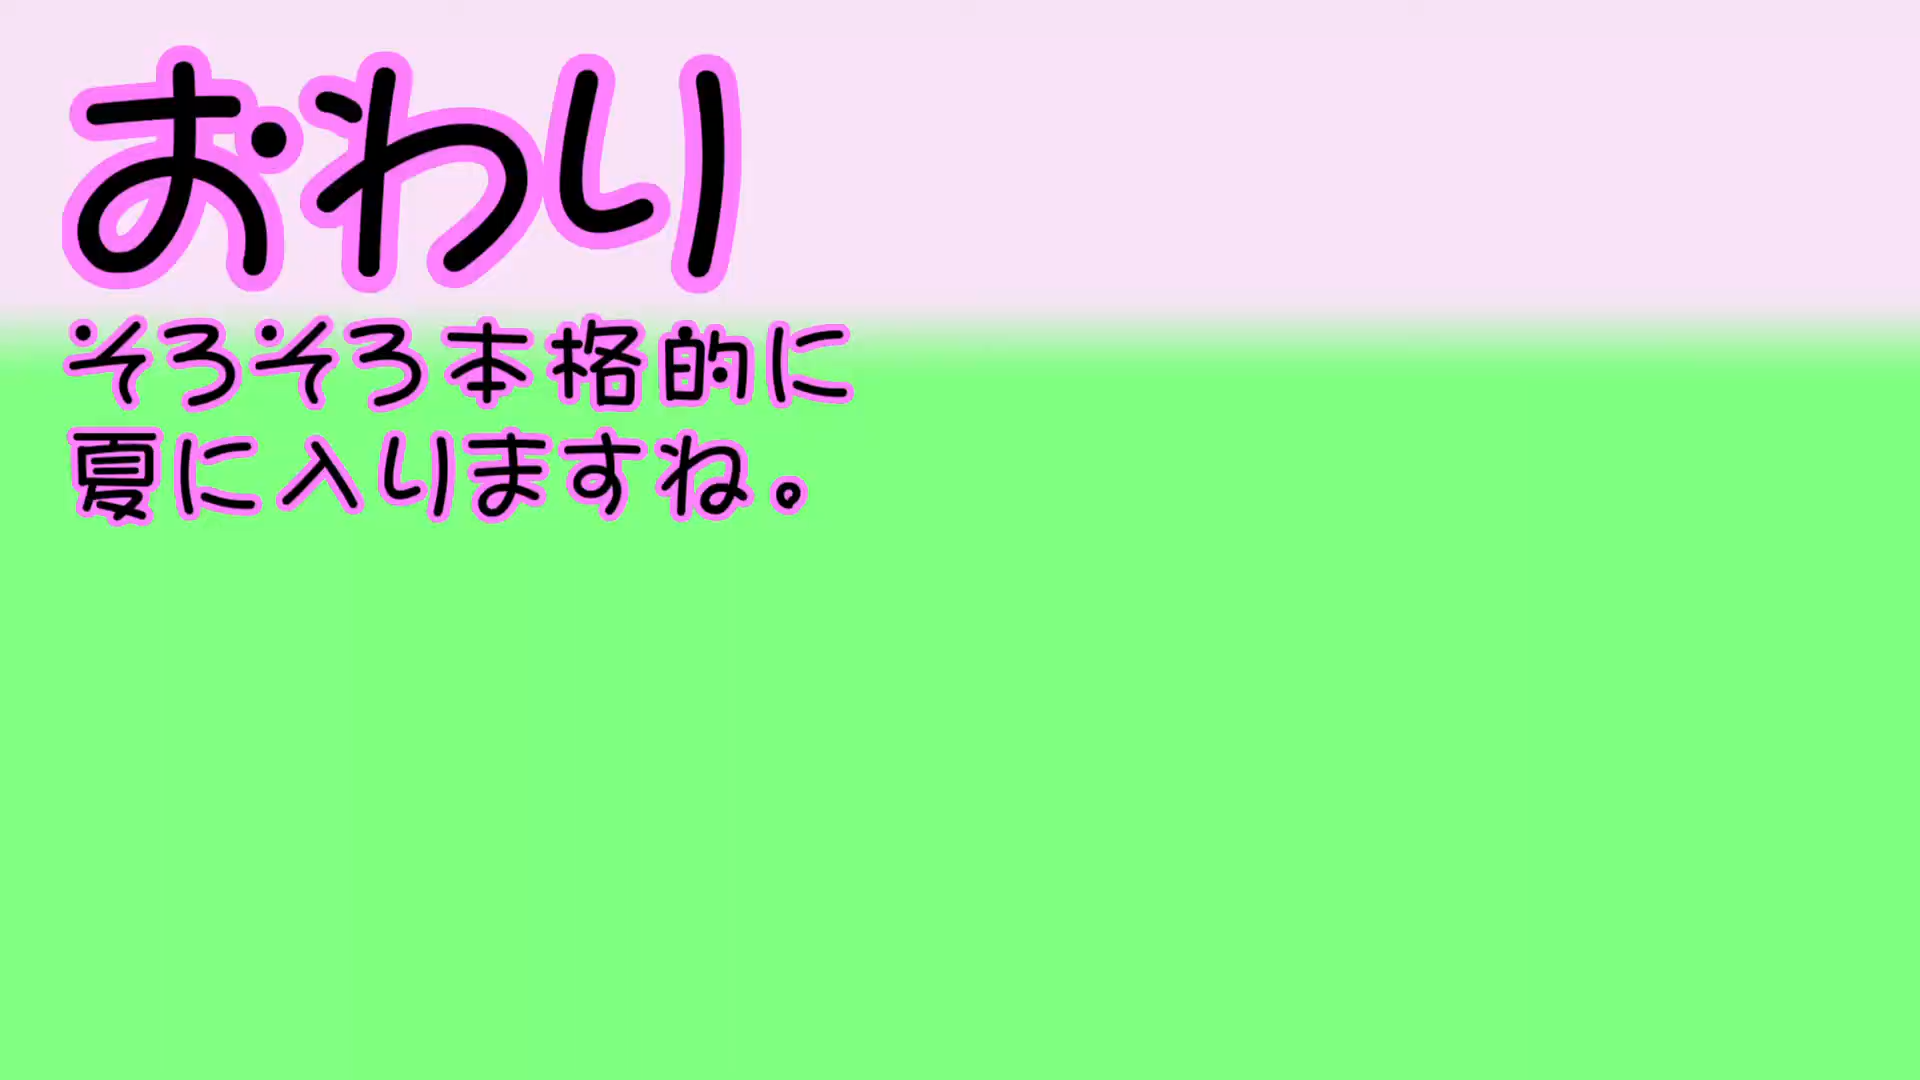 おわり
そろそろ本格的に
夏に入りますね。